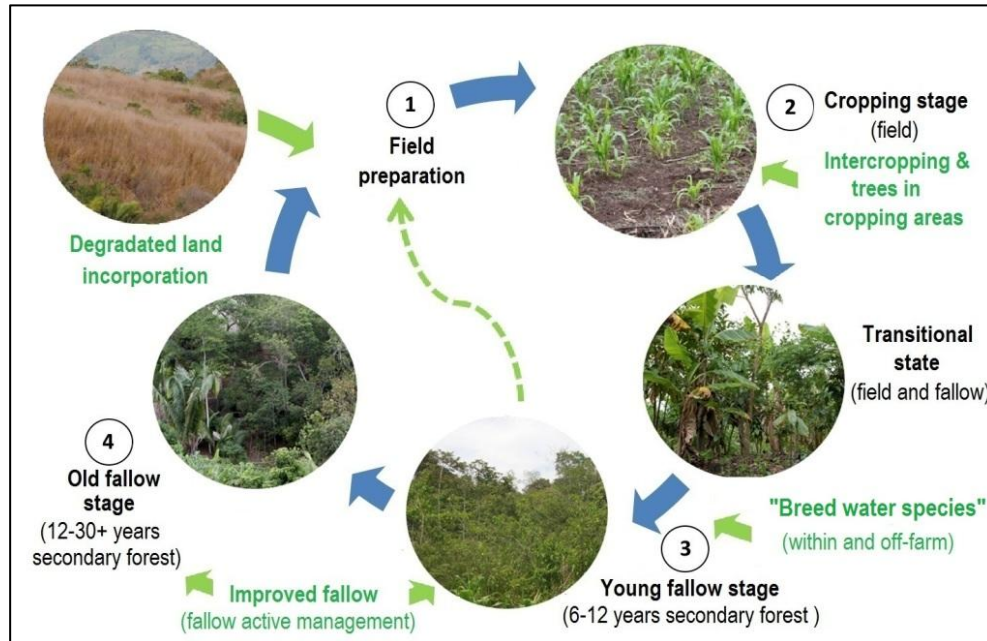 1
Field
preparation
2
Cropping stage
(field)
Intercropping &
trees in
cropping areas
Transitional
state
(field and fallow)
"Breed water species"
(within and off-farm)
3
Young fallow stage
(6-12 years secondary forest )
Improved fallow
(fallow active management)
4
Old fallow
stage
(12-30+ years
secondary forest)
Degradated land
incorporation